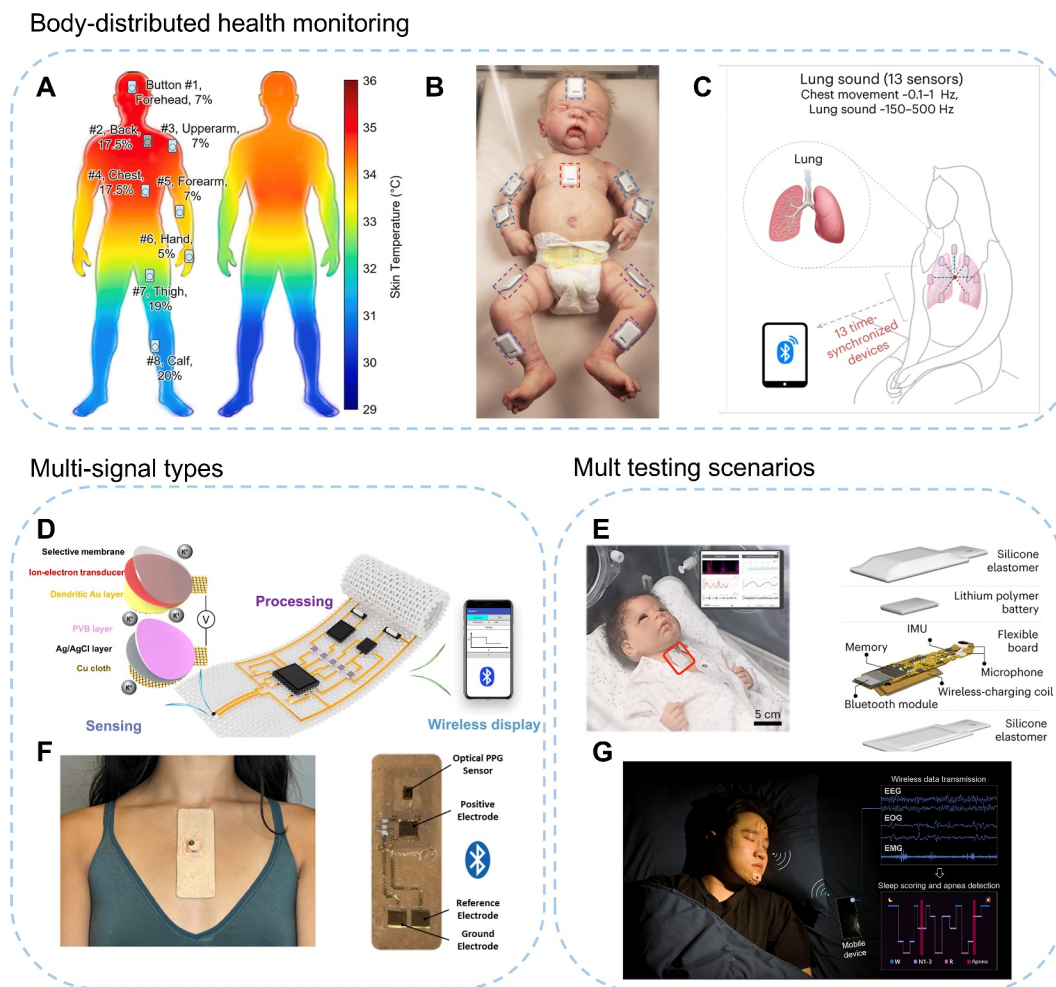 Body-distributed health monitoring
A
Button #1,
Forehead, 7%
#2, Back,
17.5%
#3, Upperarm,
7%
#4, Chest,
17.5%
#5, Forearm,
7%
#6, Hand,
5%
#7, Thigh,
19%
#8, Calf,
20%
36
35
34
33
32
31
30
29
Skin Temperature (°C)
B
C
Lung sound (13 sensors)
Chest movement ~0.1–1 Hz,
Lung sound ~150–500 Hz
Lung
13 time-
synchronized
devices
Multi-signal types
D
Selective membrane
Ion-electron transducer
Dendritic Au layer
PVB layer
Ag/AgCl layer
Cu cloth
K⁺
K⁺
K⁺
K⁺
K⁺
V
Sensing
Processing
Wireless display
F
Optical PPG
Sensor
Positive
Electrode
Reference
Electrode
Ground
Electrode
Mult testing scenarios
E
5 cm
Silicone
elastomer
Lithium polymer
battery
IMU
Flexible
board
Memory
Microphone
Wireless-charging coil
Bluetooth module
Silicone
elastomer
G
Wireless data transmission
EEG
EOG
EMG
Sleep scoring and apnea detection
Mobile
device
W
N1-3
R
Apnea